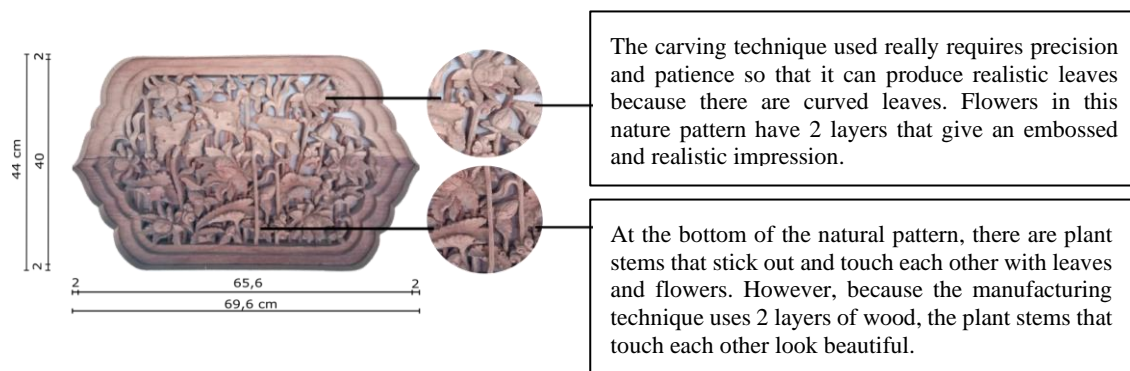 The carving technique used really requires precision
and patience so that it can produce realistic leaves
because there are curved leaves. Flowers in this
nature pattern have 2 layers that give an embossed
and realistic impression.
2
44 cm
40
2
At the bottom of the natural pattern, there are plant
stems that stick out and touch each other with leaves
and flowers. However, because the manufacturing
technique uses 2 layers of wood, the plant stems that
touch each other look beautiful.
2 65,6 2
69,6 cm